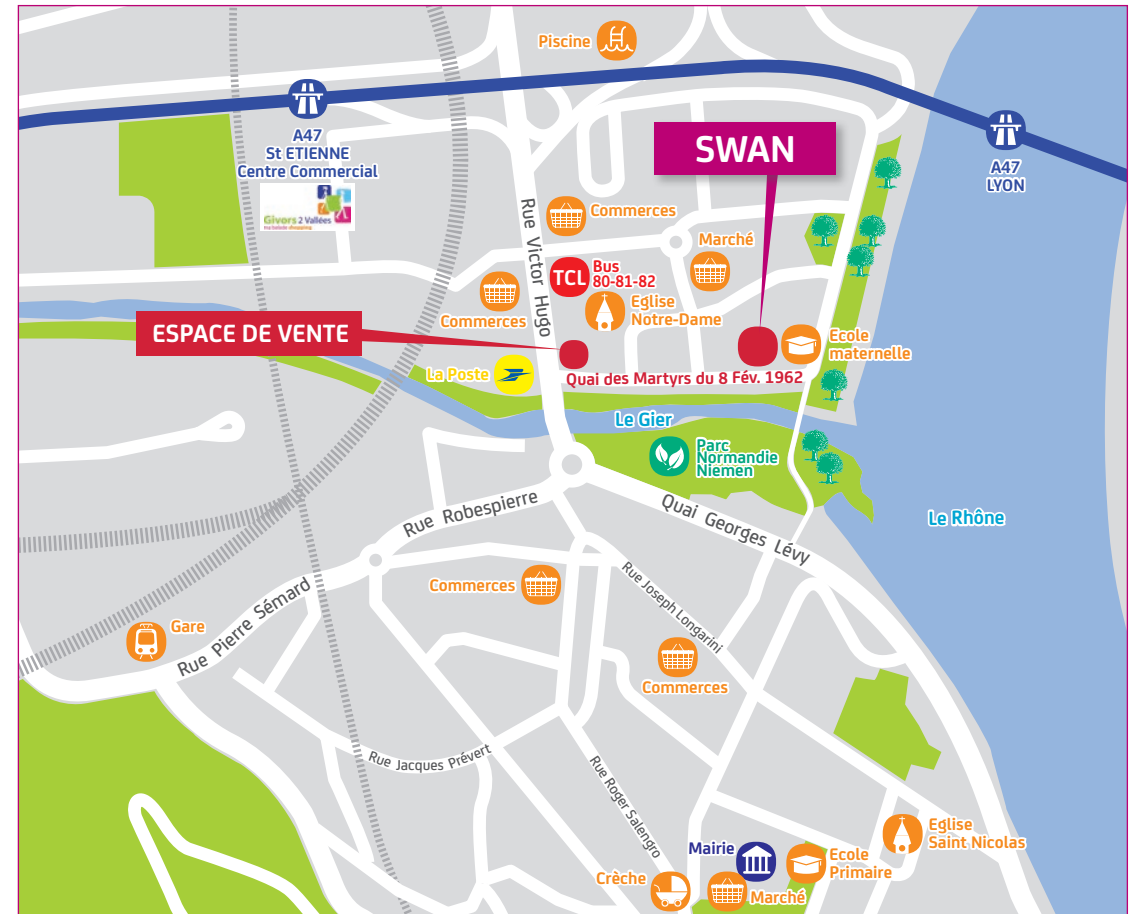 Piscine
A47
St ETIENNE
Centre Commercial
Givors 2 Vallées
ma balade shopping
A47
LYON
SWAN
Commerces
Rue Victor Hugo
Marché
TCL
Bus
80-81-82
Commerces
Eglise
Notre-Dame
ESPACE DE VENTE
Ecole
maternelle
La Poste
Quai des Martyrs du 8 Fév. 1962
Le Gier
Parc
Normandie
Niemen
Rue Robespierre
Quai Georges Lévy
Le Rhône
Commerces
Rue Joseph Longarini
Gare
Rue Pierre Sémard
Commerces
Rue Jacques Prévert
Rue Roger Salengro
Eglise
Saint Nicolas
Mairie
Ecole
Primaire
Crèche
Marché